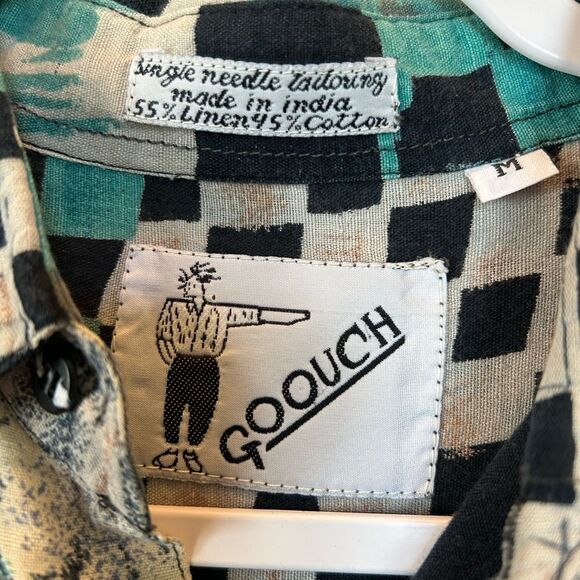 Single needle tailoring
made in india
55% Linen 45% Cotton
M
GOOUCH